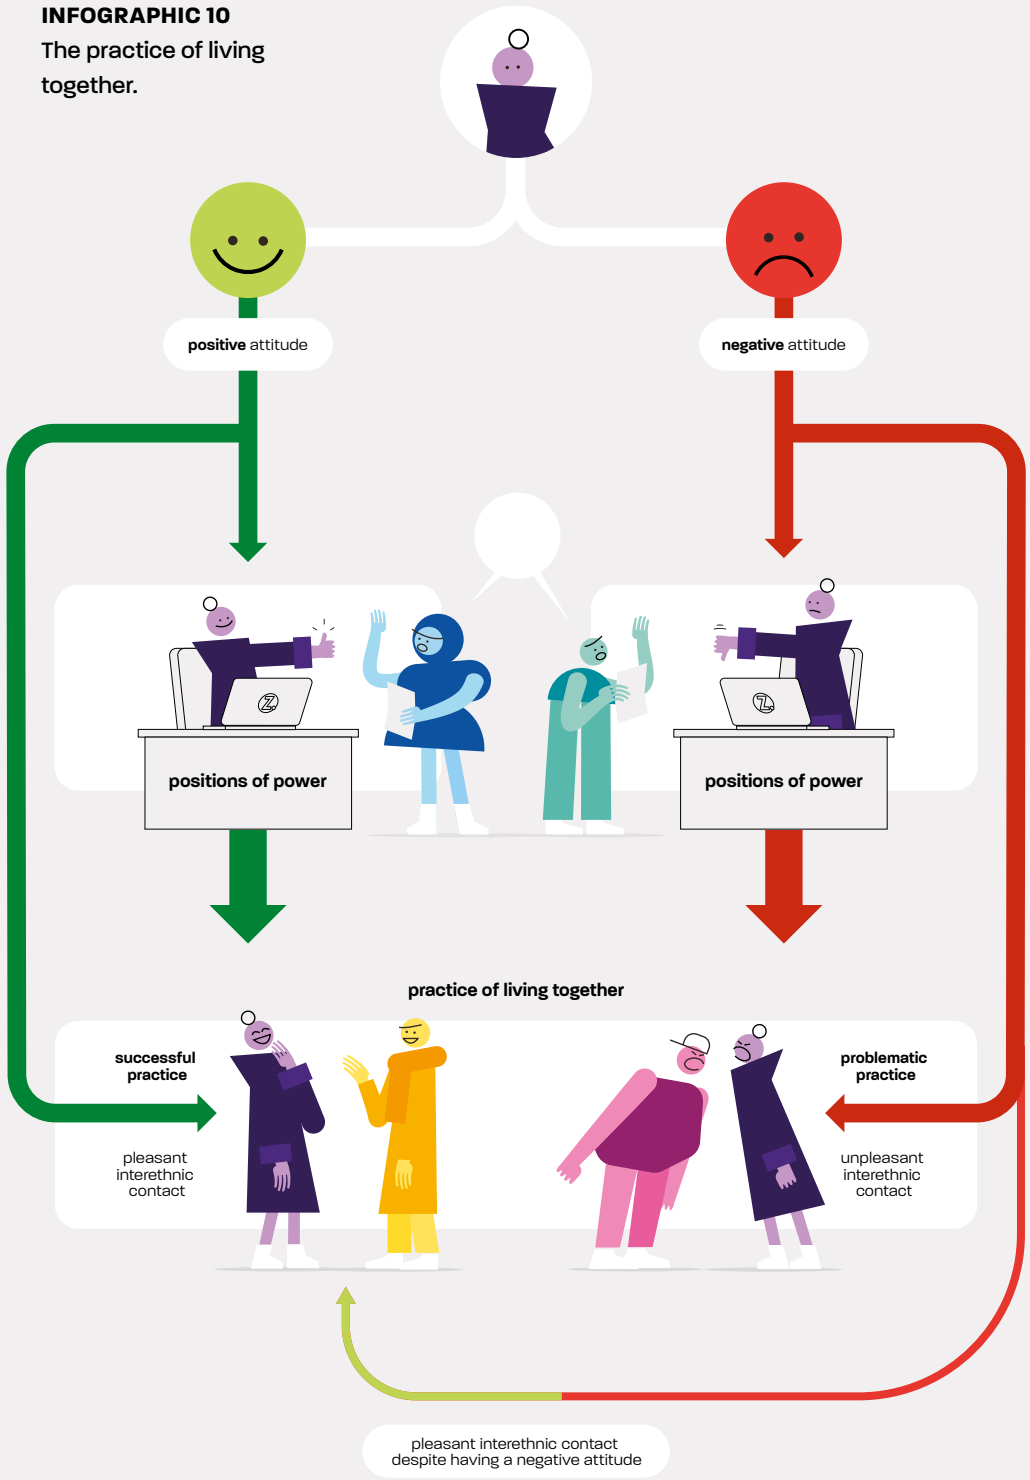 INFOGRAPHIC 10
The practice of living
together.
positive attitude
negative attitude
Z.
Z.
positions of power
positions of power
practice of living together
successful
practice
pleasant
interethnic
contact
problematic
practice
unpleasant
interethnic
contact
pleasant interethnic contact
despite having a negative attitude